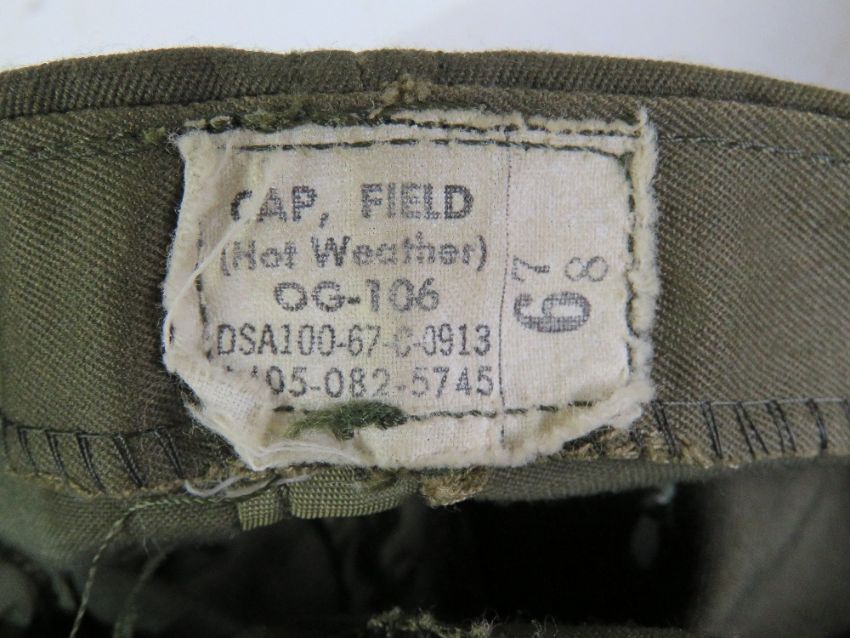 CAP, FIELD
(Hot Weather)
OG-106
DSA100-67-C-0913
405-082-5745
6 7/8